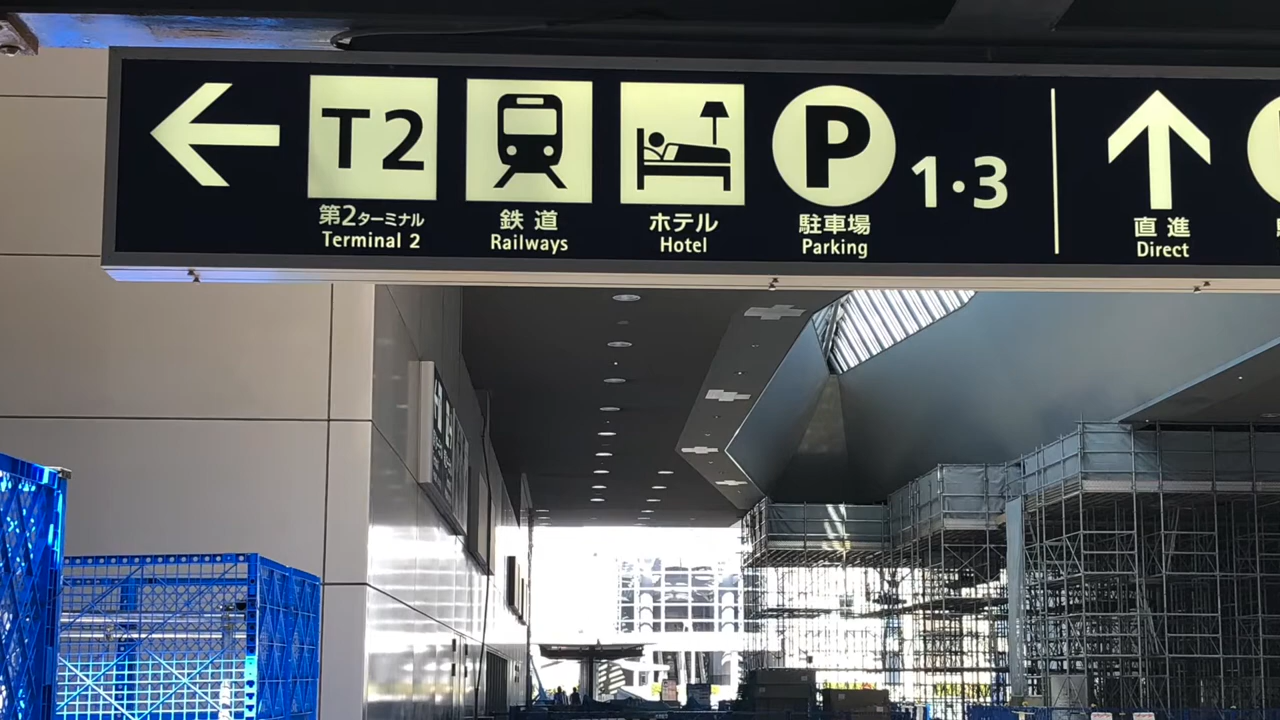 T2
第2ターミナル
Terminal 2
鉄道
Railways
ホテル
Hotel
P 1·3
駐車場
Parking
直進
Direct